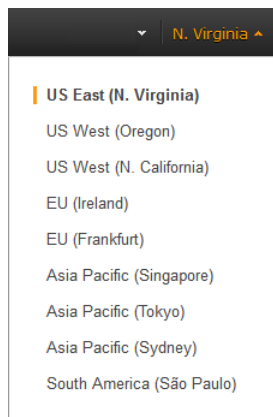 N. Virginia
US East (N. Virginia)
US West (Oregon)
US West (N. California)
EU (Ireland)
EU (Frankfurt)
Asia Pacific (Singapore)
Asia Pacific (Tokyo)
Asia Pacific (Sydney)
South America (São Paulo)